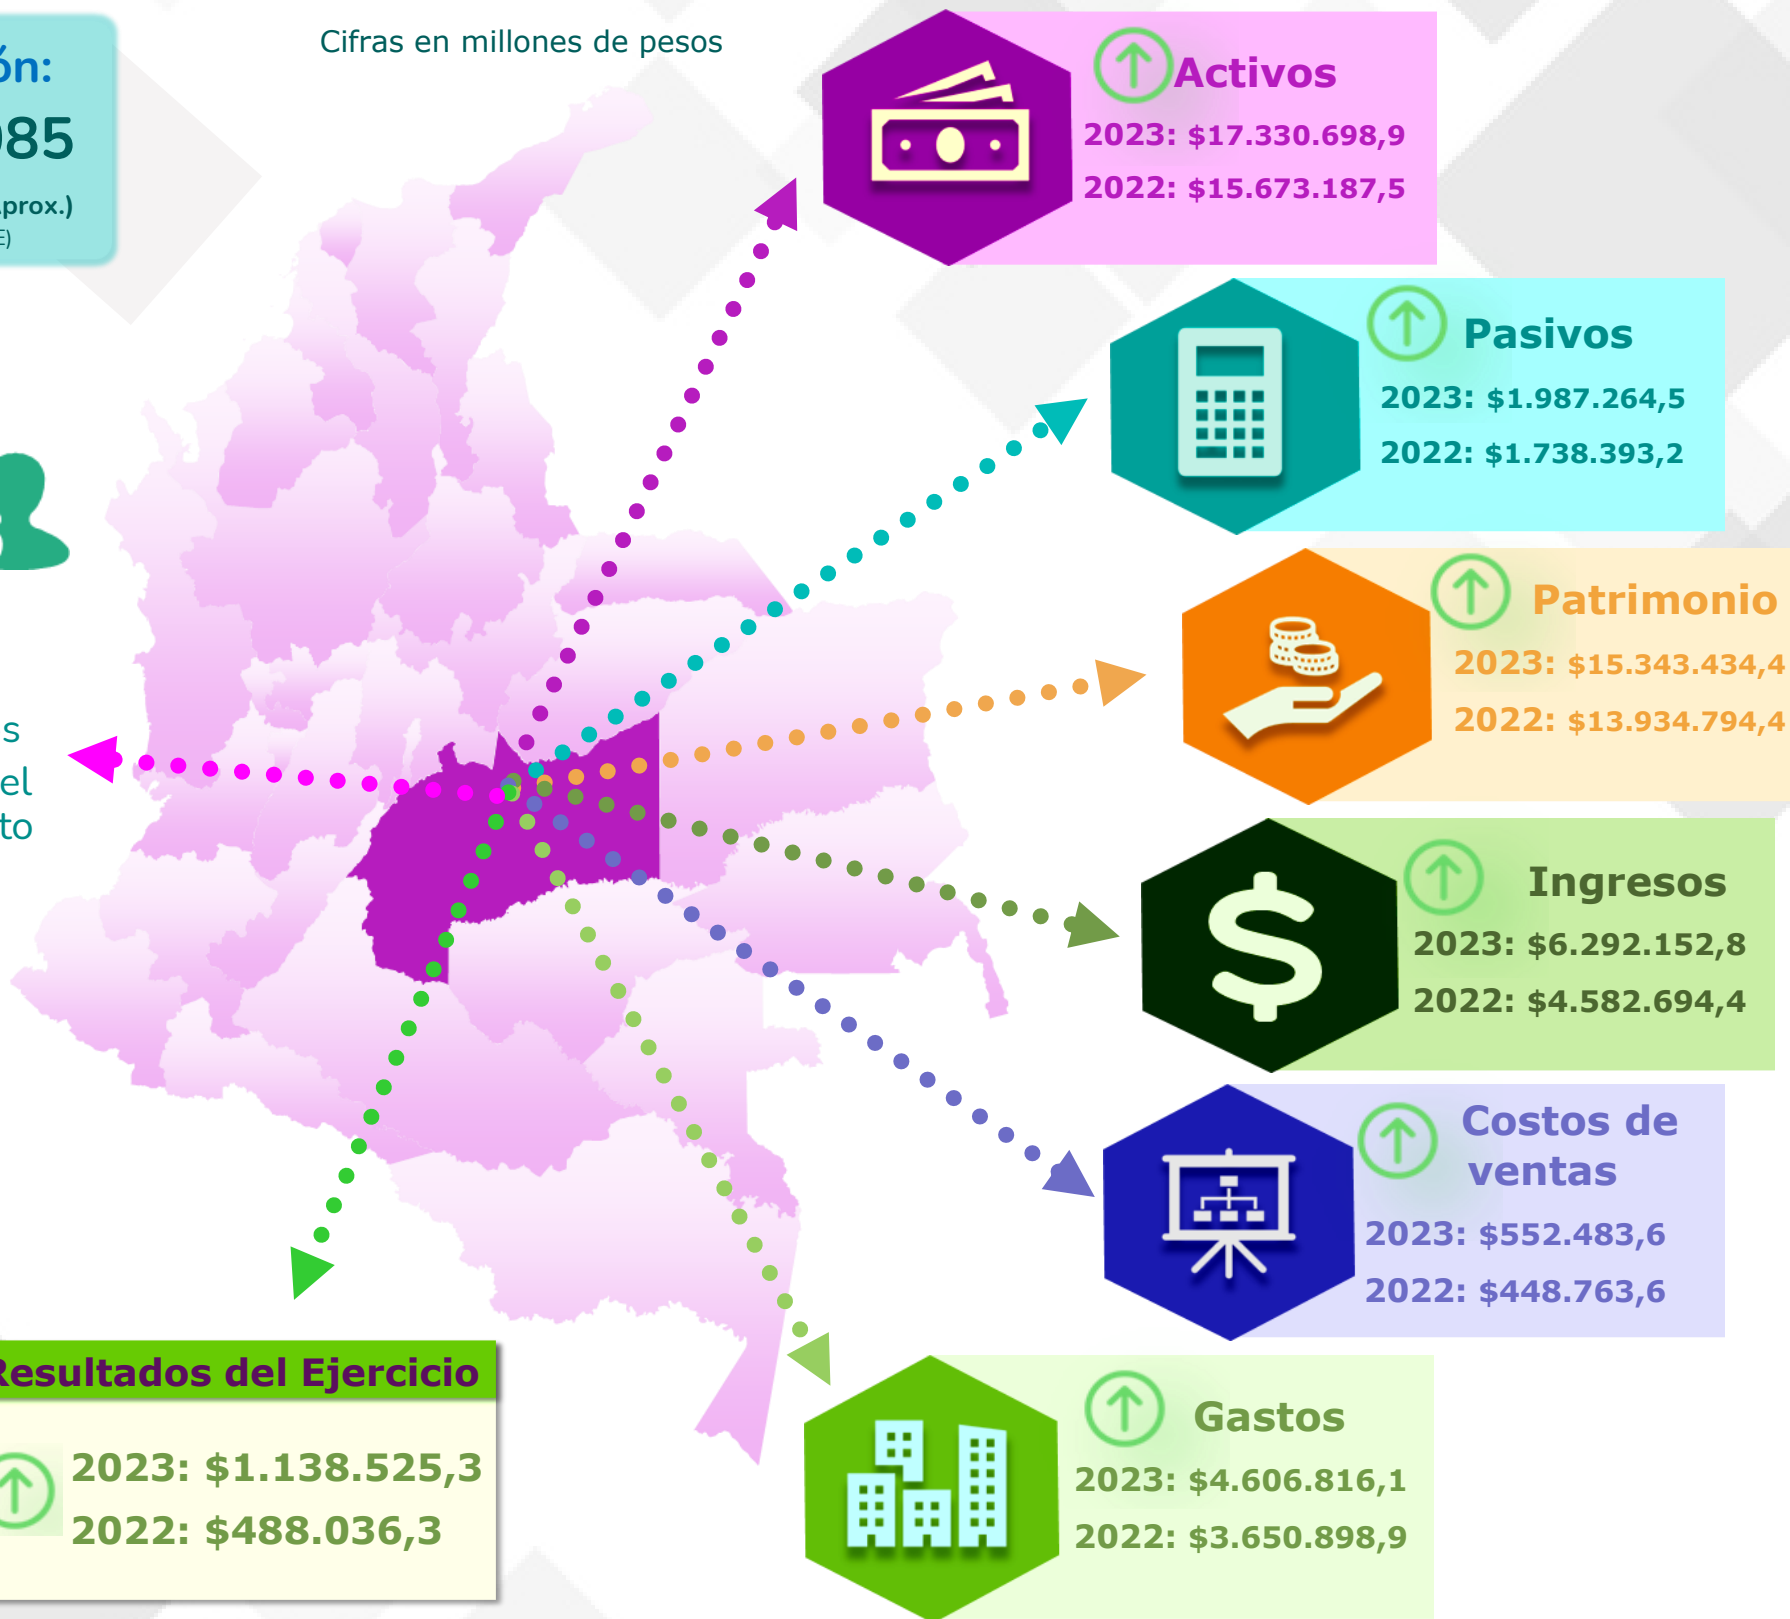 Cifras en millones de pesos
Activos
2023: $17.330.698,9
2022: $15.673.187,5
Pasivos
2023: $1.987.264,5
2022: $1.738.393,2
Patrimonio
2023: $15.343.434,4
2022: $13.934.794,4
Ingresos
2023: $6.292.152,8
2022: $4.582.694,4
Costos de
ventas
2023: $552.483,6
2022: $448.763,6
Gastos
2023: $4.606.816,1
2022: $3.650.898,9
Resultados del Ejercicio
2023: $1.138.525,3
2022: $488.036,3